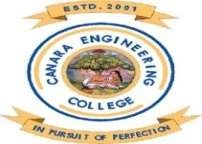 ESTD. 2001
CANARA ENGINEERING
COLLEGE
IN PURSUIT OF PERFECTION